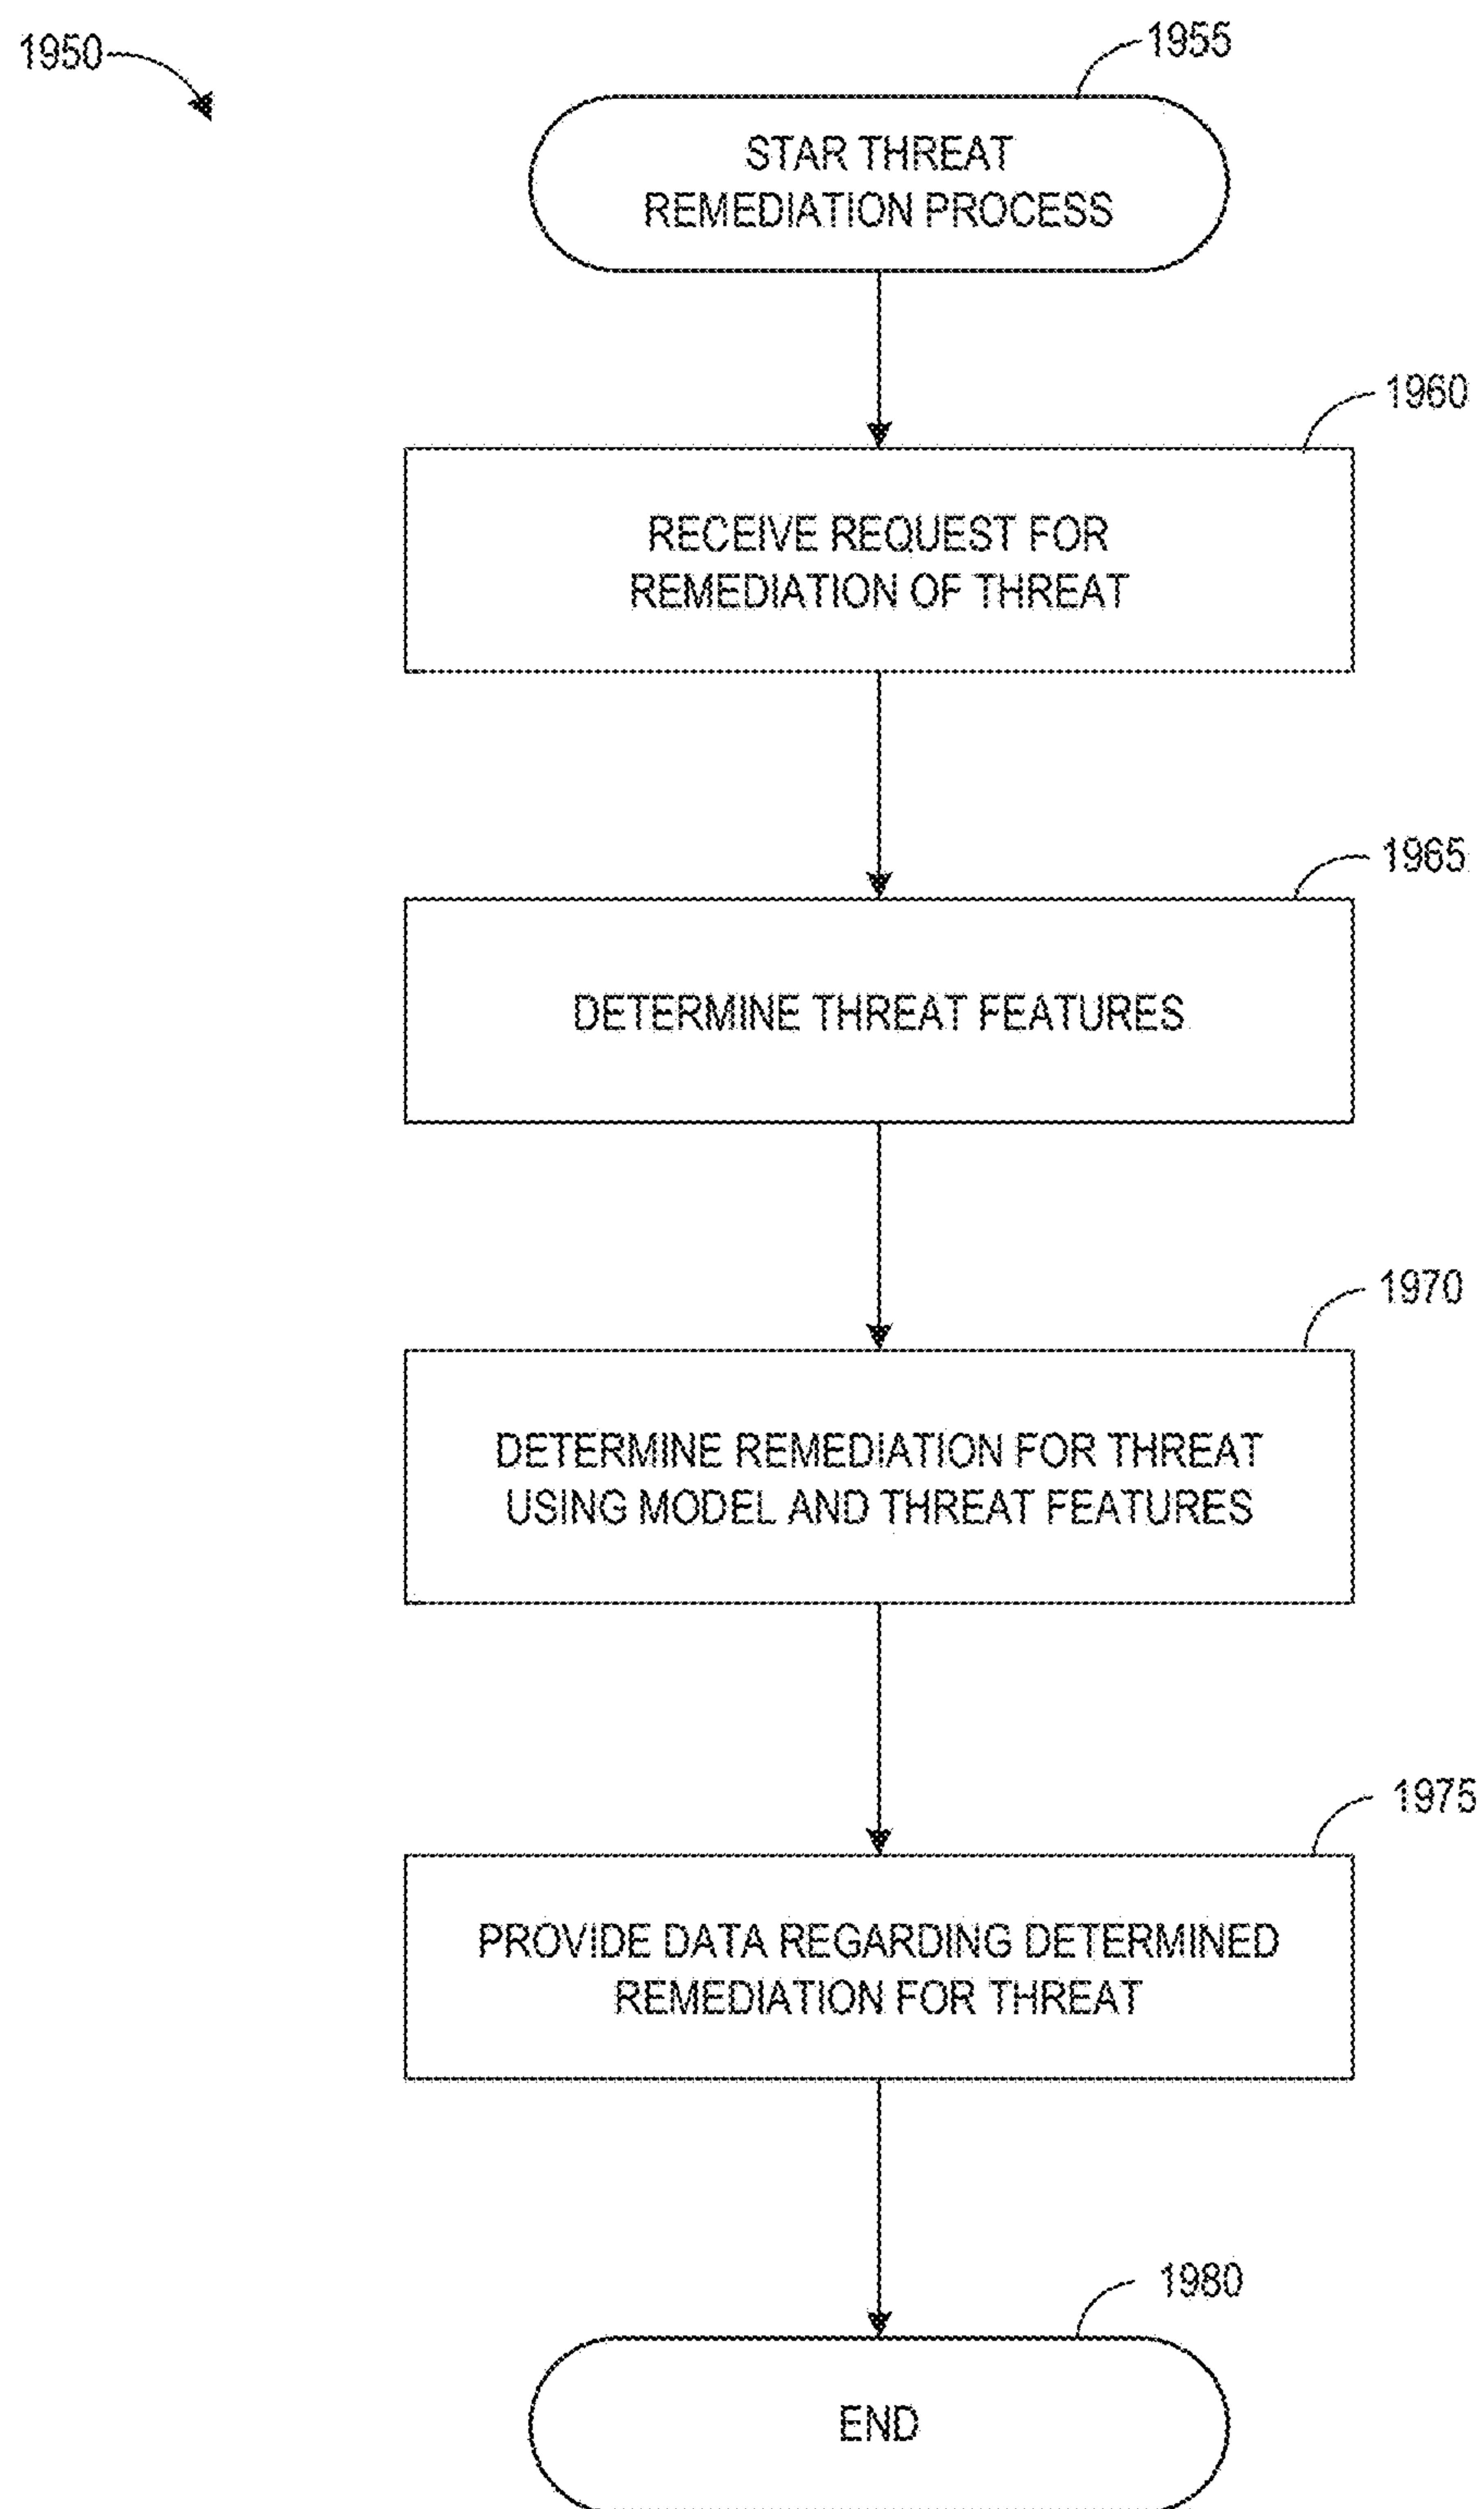 1950
1955
STAR THREAT
REMEDIATION PROCESS
1960
RECEIVE REQUEST FOR
REMEDIATION OF THREAT
1965
DETERMINE THREAT FEATURES
1970
DETERMINE REMEDIATION FOR THREAT
USING MODEL AND THREAT FEATURES
1975
PROVIDE DATA REGARDING DETERMINED
REMEDIATION FOR THREAT
1980
END